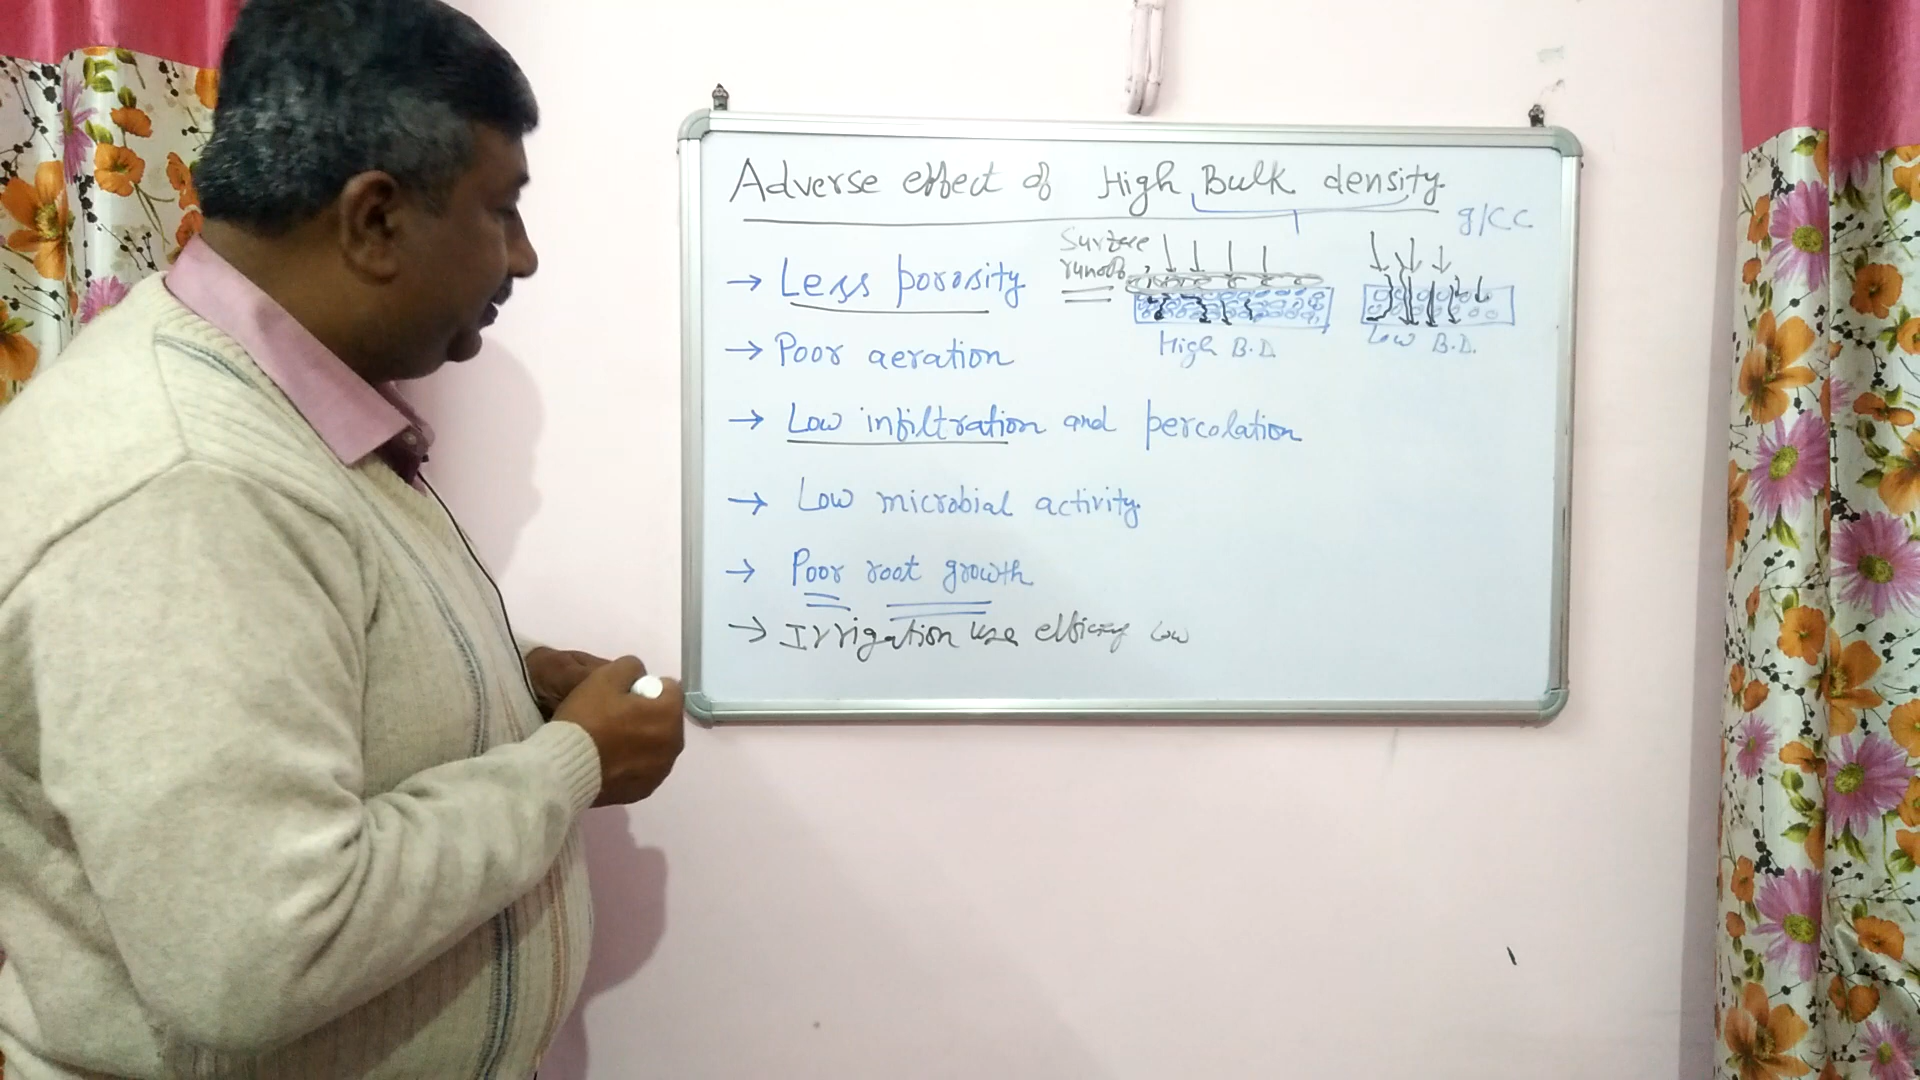 Adverse effect of High Bulk density
g/cc
→ Less porosity
Surface
runoff
High B.D
Low B.D.
→ Poor aeration
→ Low infiltration and percolation
→ Low microbial activity
→ Poor root growth
→ Irrigation use efficiency low